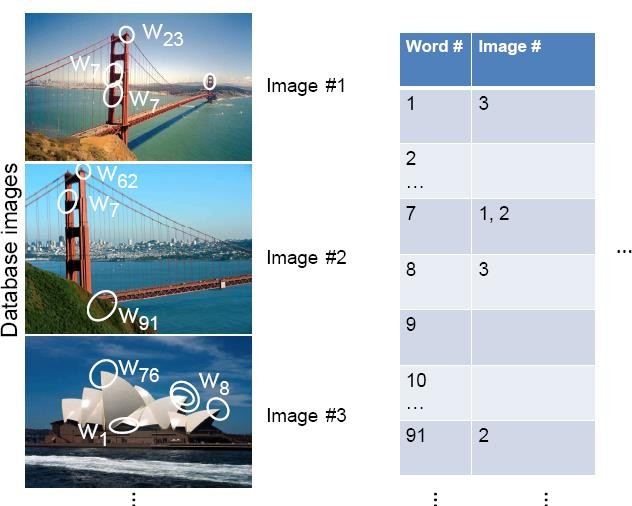 Database images
W23
W7
W7
Image #1
W62
W7
W91
Image #2
W76
W8
W1
Image #3
...
Word # Image #
1 3
2
...
7 1, 2
8 3
9
10
...
91 2
... ...
...